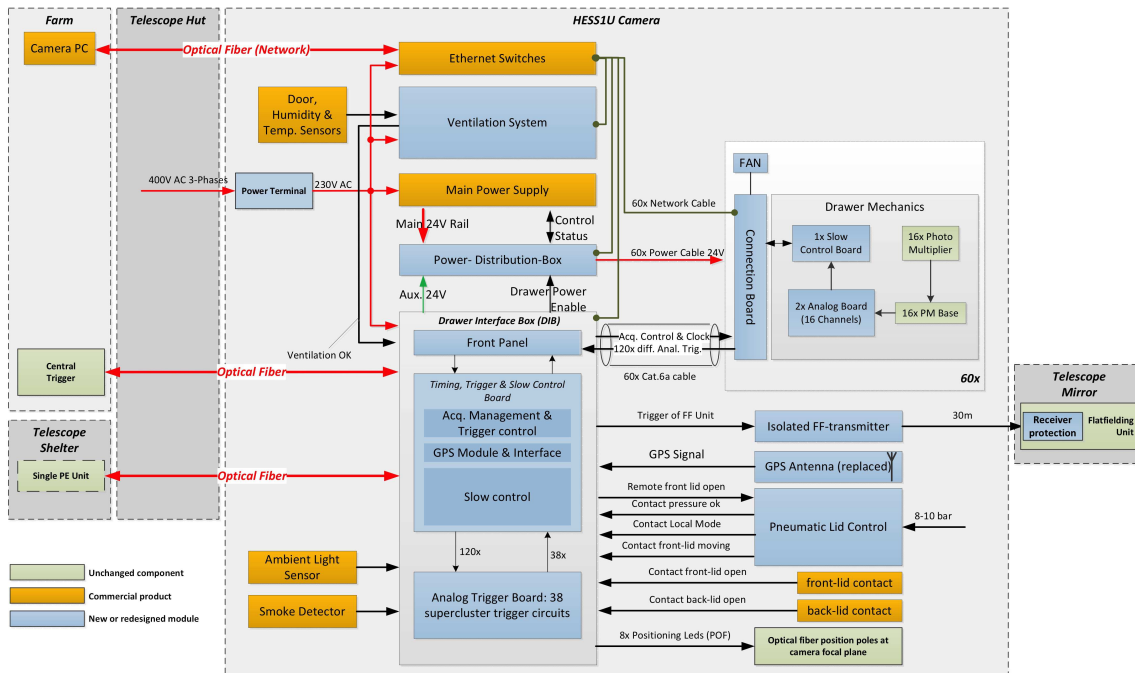 Farm
Telescope Hut
HESS1U Camera
Camera PC
Optical Fiber (Network)
Ethernet Switches
Door,
Humidity &
Temp. Sensors
Ventilation System
400V AC 3-Phases
Power Terminal
230V AC
Main Power Supply
Main 24V Rail
Control
Status
Power- Distribution-Box
Aux. 24V
Drawer Power
Enable
60x Network Cable
60x Power Cable 24V
FAN
Connection Board
Drawer Mechanics
1x Slow
Control Board
16x Photo
Multiplier
2x Analog Board
(16 Channels)
16x PM Base
60x
Ventilation OK
Drawer Interface Box (DIB)
Front Panel
Acq. Control & Clock
120x diff. Anal. Trig.
60x Cat.6a cable
Central
Trigger
Optical Fiber
Timing, Trigger & Slow Control
Board
Acq. Management &
Trigger control
GPS Module & Interface
Slow control
Telescope
Shelter
Single PE Unit
Optical Fiber
Trigger of FF Unit
Isolated FF-transmitter
30m
Telescope
Mirror
Receiver
protection
Flatfielding
Unit
GPS Signal
GPS Antenna (replaced)
Remote front lid open
Contact pressure ok
Contact Local Mode
Contact front-lid moving
Pneumatic Lid Control
8-10 bar
120x
38x
Ambient Light
Sensor
Smoke Detector
Analog Trigger Board: 38
supercluster trigger circuits
Contact front-lid open
front-lid contact
Contact back-lid open
back-lid contact
8x Positioning Leds (POF)
Optical fiber position poles at
camera focal plane
Unchanged component
Commercial product
New or redesigned module